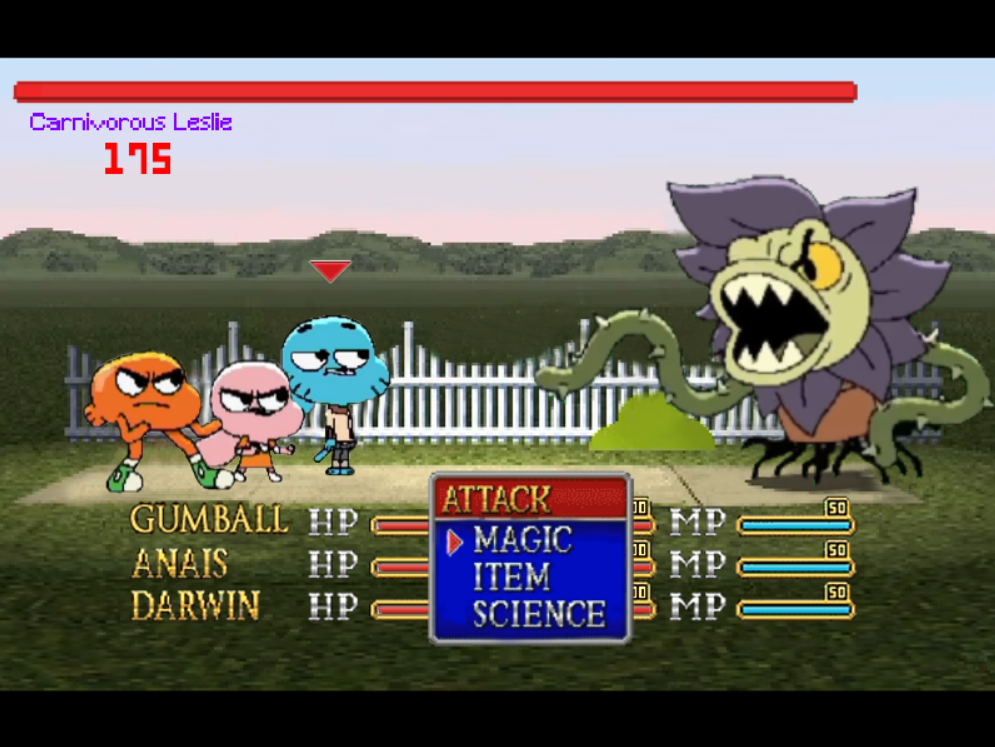 Carnivorous Leslie
175
ATTACK
MAGIC
ITEM
SCIENCE
GUMBALL HP MP 50
ANAIS HP MP 50
DARWIN HP MP 50